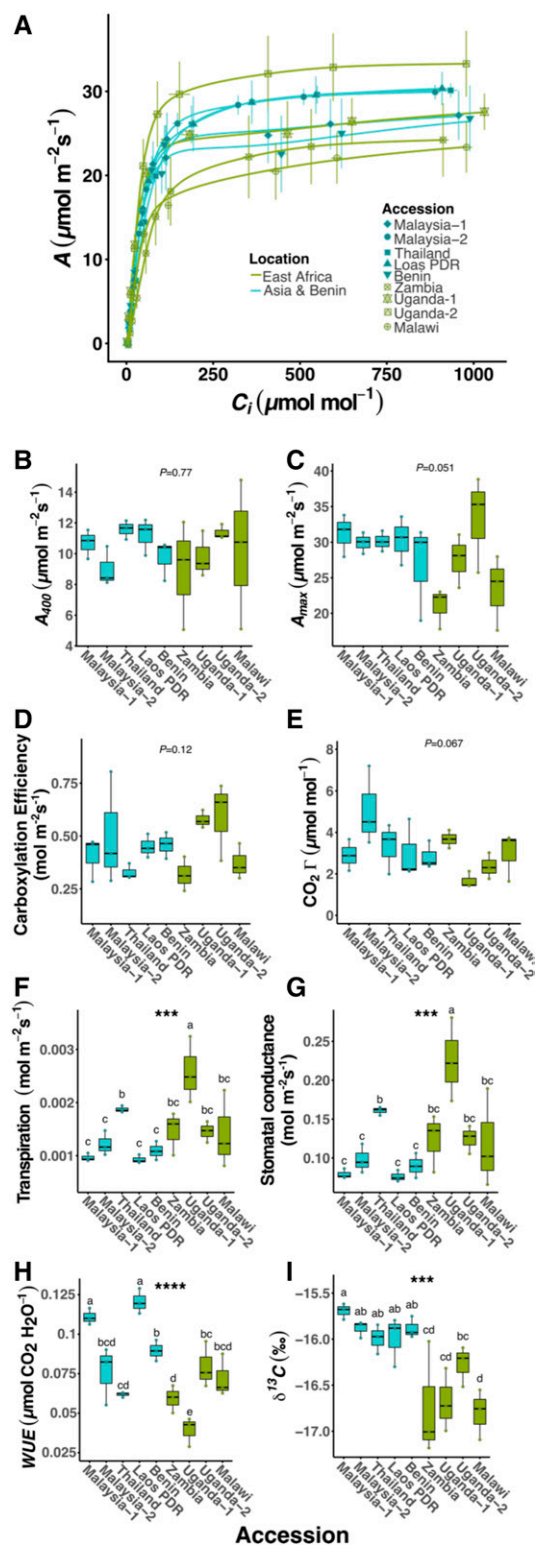 A
A (μmol m⁻²s⁻¹)
30
20
10
0
0
250
500
750
1000
Cᵢ (μmol mol⁻¹)
Location
East Africa
Asia & Benin
Accession
Malaysia−1
Malaysia−2
Thailand
Loas PDR
Benin
Zambia
Uganda−1
Uganda−2
Malawi
B
P=0.77
A₄₀₀ (μmol m⁻²s⁻¹)
14
12
10
8
6
4
Malaysia−1
Malaysia−2
Thailand
Laos PDR
Benin
Zambia
Uganda−1
Uganda−2
Malawi
C
P=0.051
Amax (μmol m⁻²s⁻¹)
40
35
30
25
20
Malaysia−1
Malaysia−2
Thailand
Laos PDR
Benin
Zambia
Uganda−1
Uganda−2
Malawi
D
P=0.12
Carboxylation Efficiency
(mol m⁻²s⁻¹)
0.75
0.50
0.25
Malaysia−1
Malaysia−2
Thailand
Laos PDR
Benin
Zambia
Uganda−1
Uganda−2
Malawi
E
P=0.067
CO₂ Γ (μmol mol⁻¹)
8
6
4
2
0
Malaysia−1
Malaysia−2
Thailand
Laos PDR
Benin
Zambia
Uganda−1
Uganda−2
Malawi
F
***
Transpiration (mol m⁻²s⁻¹)
0.003
0.002
0.001
c c b c c bc a bc bc
Malaysia−1
Malaysia−2
Thailand
Laos PDR
Benin
Zambia
Uganda−1
Uganda−2
Malawi
G
***
Stomatal conductance
(mol m⁻²s⁻¹)
0.25
0.20
0.15
0.10
c c b c c bc a bc bc
Malaysia−1
Malaysia−2
Thailand
Laos PDR
Benin
Zambia
Uganda−1
Uganda−2
Malawi
H
****
WUE (μmol CO₂ H₂O⁻¹)
0.125
0.1
0.075
0.050
0.025
a bcd cd a b d e bcd bcd
Malaysia−1
Malaysia−2
Thailand
Laos PDR
Benin
Zambia
Uganda−1
Uganda−2
Malawi
I
***
δ¹³C (‰)
−15.5
−16.0
−16.5
−17.0
a ab ab ab ab cd cd bc d
Malaysia−1
Malaysia−2
Thailand
Laos PDR
Benin
Zambia
Uganda−1
Uganda−2
Malawi
Accession